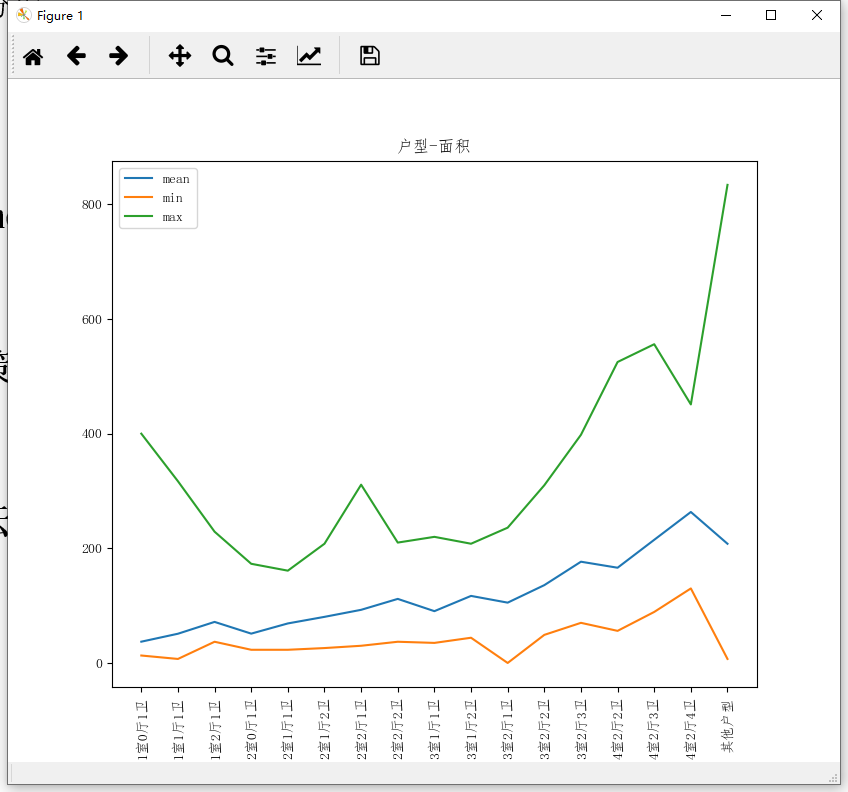 Figure 1
户型-面积
mean
min
max
800
600
400
200
0
1室0厅1卫
1室1厅1卫
1室2厅1卫
2室0厅1卫
2室1厅1卫
2室1厅2卫
2室2厅1卫
2室2厅2卫
3室1厅1卫
3室1厅2卫
3室2厅1卫
3室2厅2卫
3室2厅3卫
4室2厅2卫
4室2厅3卫
4室2厅4卫
其他户型